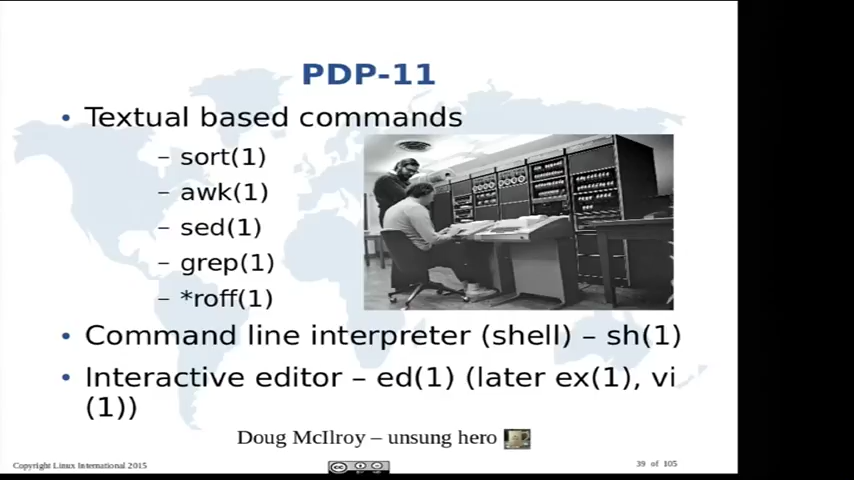 PDP-11
• Textual based commands
– sort(1)
– awk(1)
– sed(1)
– grep(1)
– *roff(1)
• Command line interpreter (shell) – sh(1)
• Interactive editor – ed(1) (later ex(1), vi
(1))
Doug McIlroy – unsung hero
Copyright Linux International 2015
39 of 105